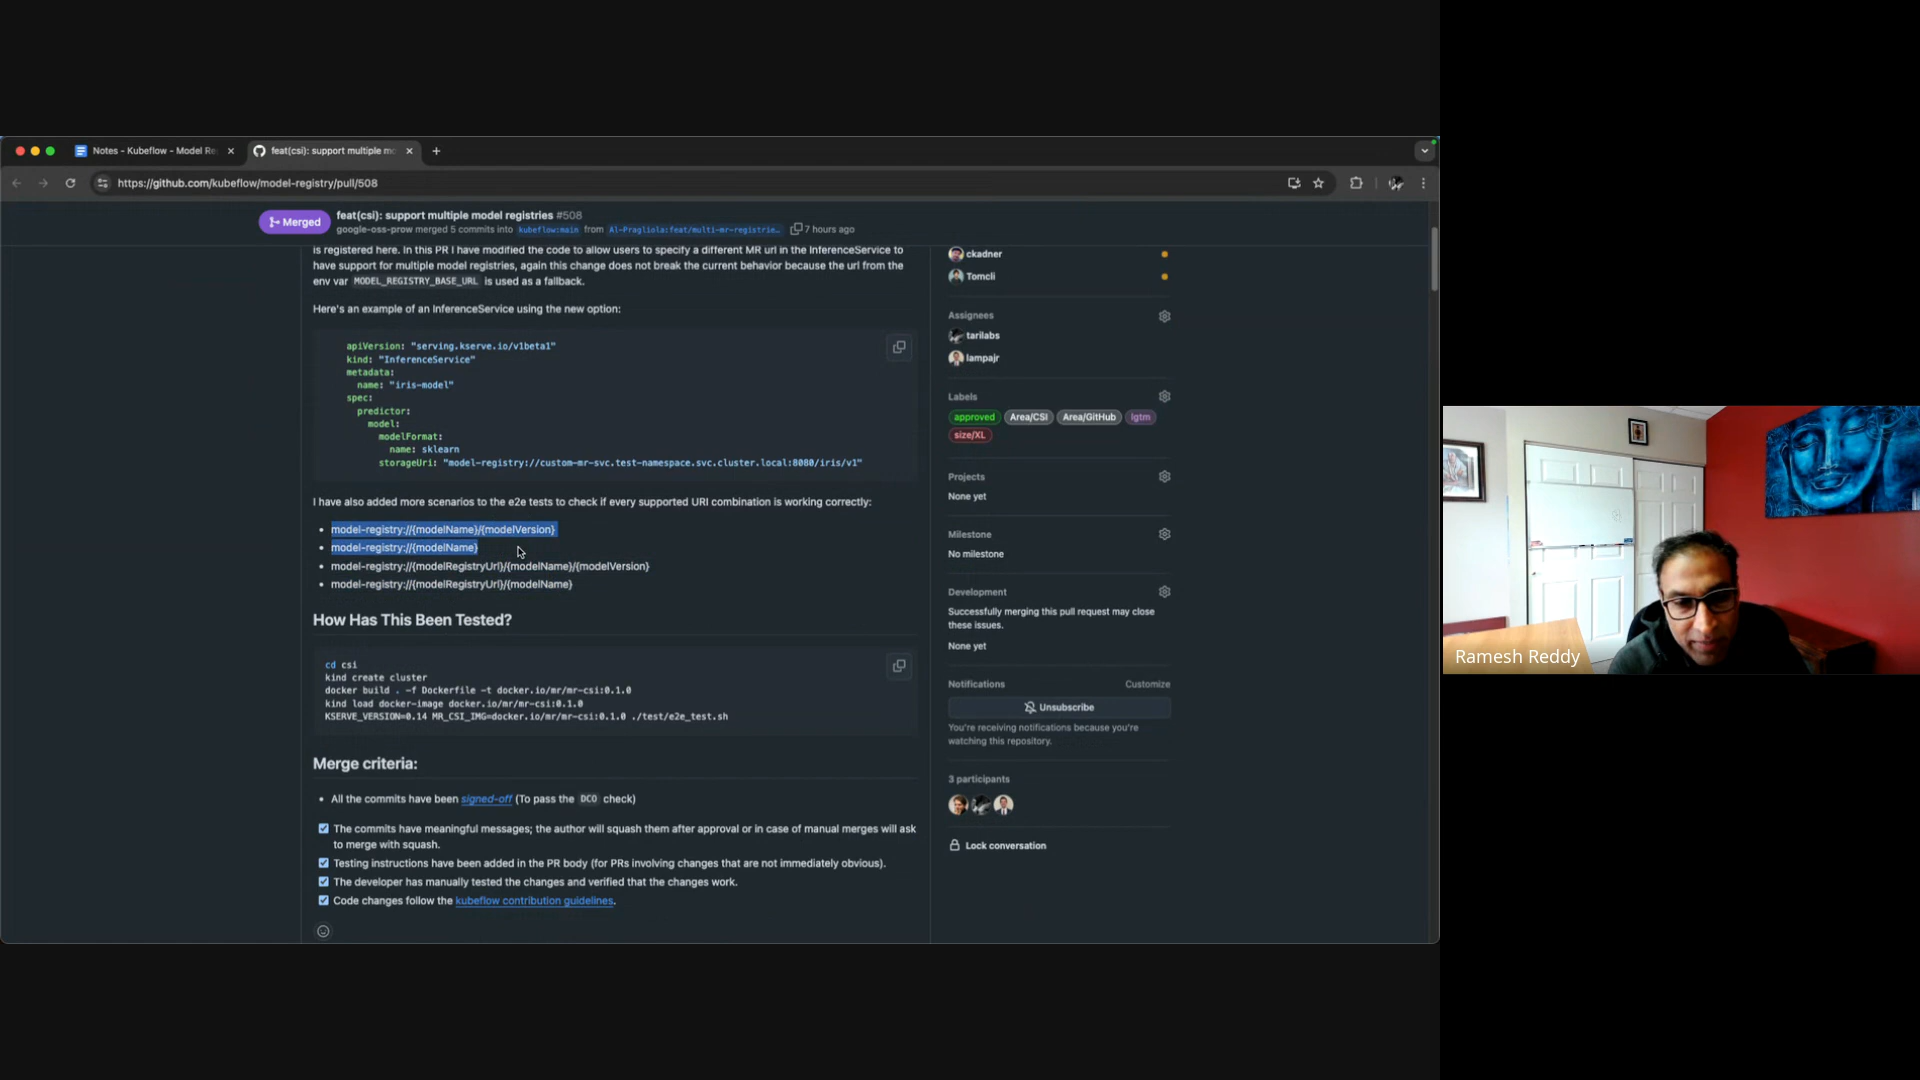 Notes - Kubeflow - Model Re
feat(csi): support multiple mo
https://github.com/kubeflow/model-registry/pull/508
Merged
feat(csi): support multiple model registries #508
google-oss-prow merged 5 commits into kubeflow:main from Al-Pragliola:feat/multi-mr-registrie… 7 hours ago
is registered here. In this PR I have modified the code to allow users to specify a different MR url in the InferenceService to
have support for multiple model registries, again this change does not break the current behavior because the url from the
env var MODEL_REGISTRY_BASE_URL is used as a fallback.
Here's an example of an InferenceService using the new option:
apiVersion: "serving.kserve.io/v1beta1"
kind: "InferenceService"
metadata:
name: "iris-model"
spec:
predictor:
model:
modelFormat:
name: sklearn
storageUri: "model-registry://custom-mr-svc.test-namespace.svc.cluster.local:8080/iris/v1"
I have also added more scenarios to the e2e tests to check if every supported URI combination is working correctly:
• model-registry://{modelName}/{modelVersion}
• model-registry://{modelName}
• model-registry://{modelRegistryUrl}/{modelName}/{modelVersion}
• model-registry://{modelRegistryUrl}/{modelName}
How Has This Been Tested?
cd csi
kind create cluster
docker build . -f Dockerfile -t docker.io/mr/mr-csi:0.1.0
kind load docker-image docker.io/mr/mr-csi:0.1.0
KSERVE_VERSION=0.14 MR_CSI_IMG=docker.io/mr/mr-csi:0.1.0 ./test/e2e_test.sh
Merge criteria:
• All the commits have been signed-off (To pass the DCO check)
The commits have meaningful messages; the author will squash them after approval or in case of manual merges will ask
to merge with squash.
Testing instructions have been added in the PR body (for PRs involving changes that are not immediately obvious).
The developer has manually tested the changes and verified that the changes work.
Code changes follow the kubeflow contribution guidelines.
ckadner
Tomcli
Assignees
tarilabs
lampajr
Labels
approved Area/CSI Area/GitHub lgtm
size/XL
Projects
None yet
Milestone
No milestone
Development
Successfully merging this pull request may close
these issues.
None yet
Notifications Customize
Unsubscribe
You're receiving notifications because you're
watching this repository.
3 participants
Lock conversation
Ramesh Reddy